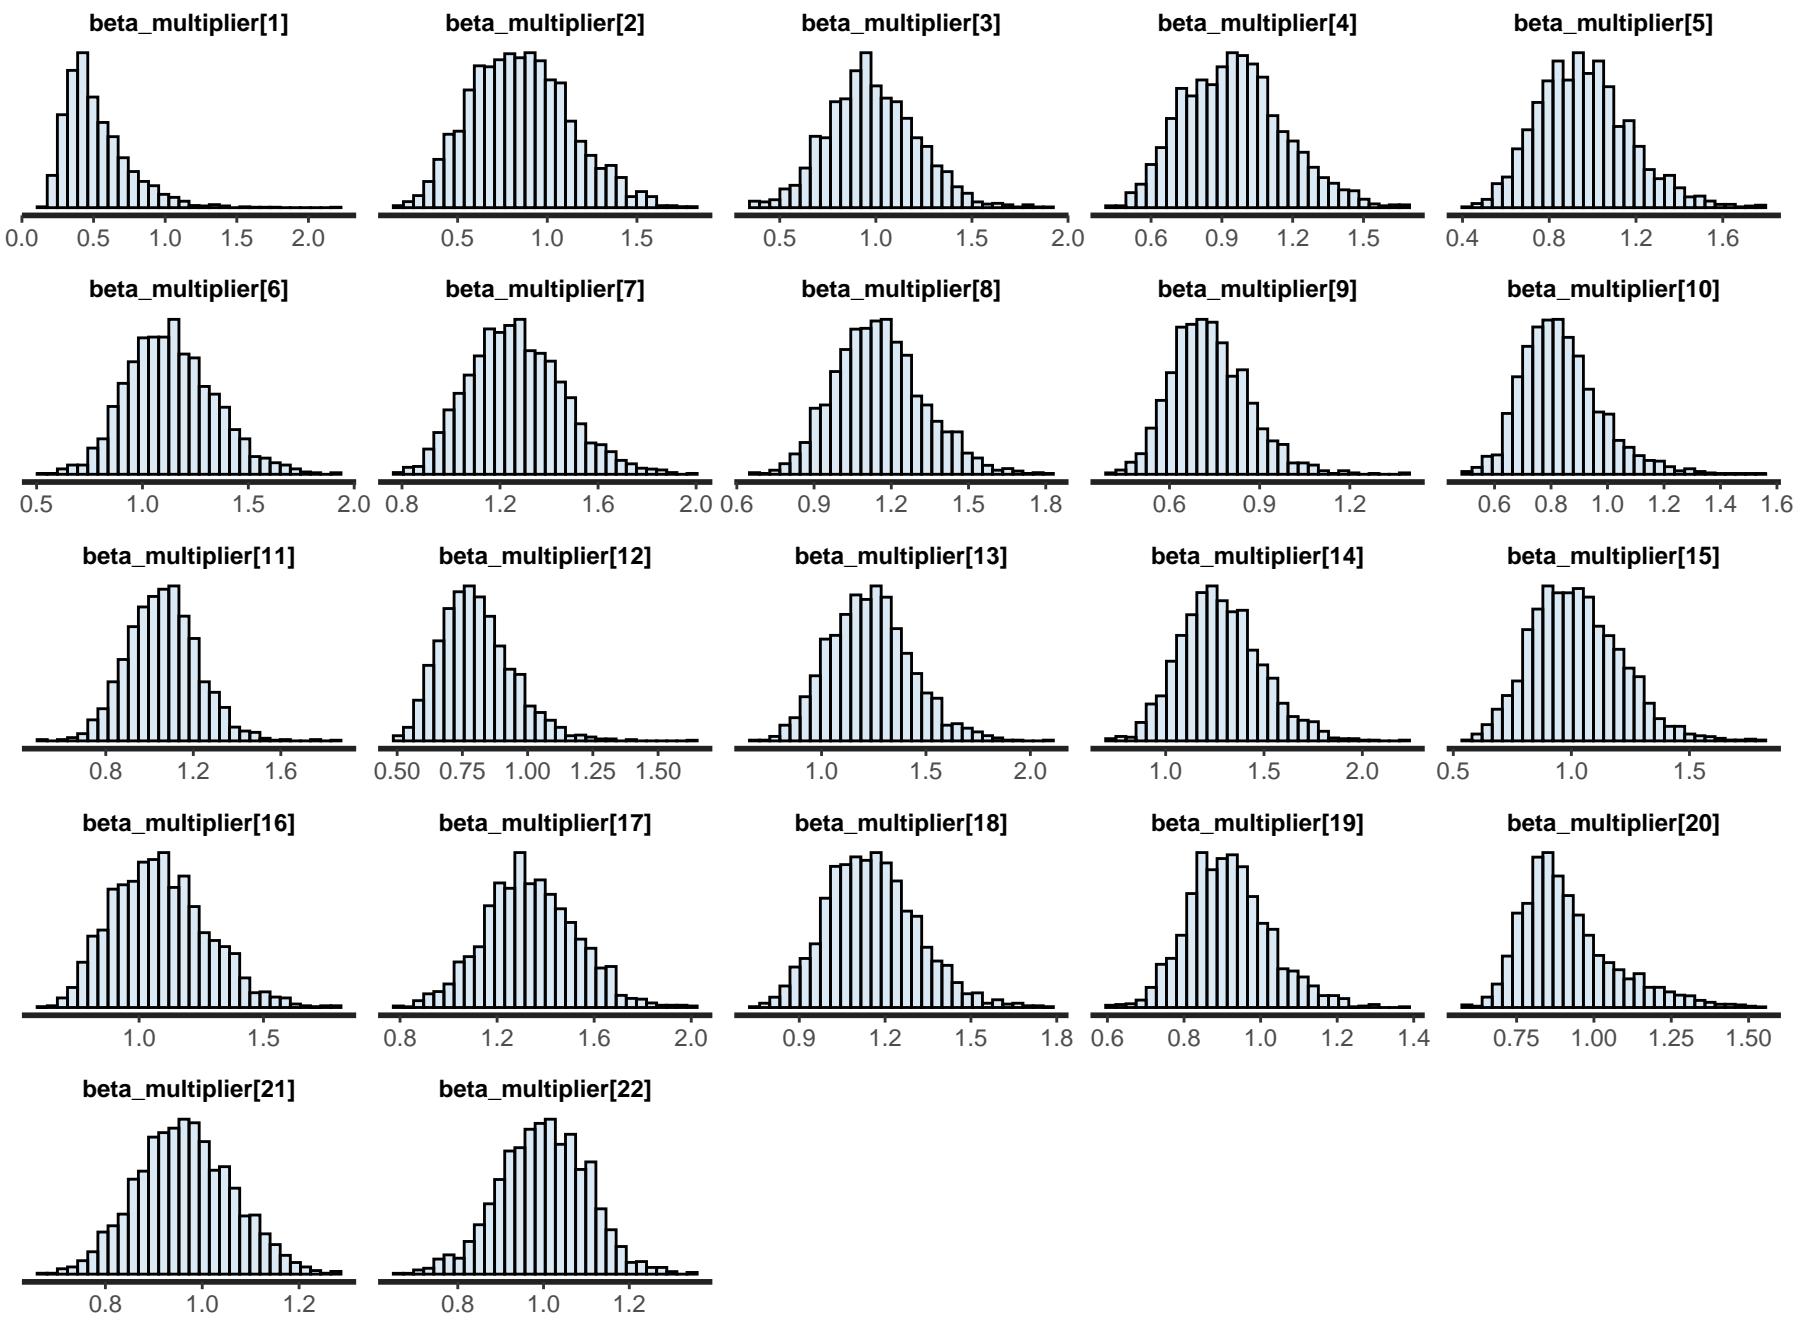 beta_multiplier[1] beta_multiplier[2] beta_multiplier[3] beta_multiplier[4] beta_multiplier[5]
0.0 0.5 1.0 1.5 2.0 0.5 1.0 1.5 0.5 1.0 1.5 2.0 0.6 0.9 1.2 1.5 0.4 0.8 1.2 1.6
beta_multiplier[6] beta_multiplier[7] beta_multiplier[8] beta_multiplier[9] beta_multiplier[10]
0.5 1.0 1.5 2.0 0.8 1.2 1.6 2.0 0.6 0.9 1.2 1.5 1.8 0.6 0.9 1.2 0.6 0.8 1.0 1.2 1.4 1.6
beta_multiplier[11] beta_multiplier[12] beta_multiplier[13] beta_multiplier[14] beta_multiplier[15]
0.8 1.2 1.6 0.50 0.75 1.00 1.25 1.50 1.0 1.5 2.0 1.0 1.5 2.0 0.5 1.0 1.5
beta_multiplier[16] beta_multiplier[17] beta_multiplier[18] beta_multiplier[19] beta_multiplier[20]
1.0 1.5 0.8 1.2 1.6 2.0 0.9 1.2 1.5 1.8 0.6 0.8 1.0 1.2 1.4 0.75 1.00 1.25 1.50
beta_multiplier[21] beta_multiplier[22]
0.8 1.0 1.2 0.8 1.0 1.2